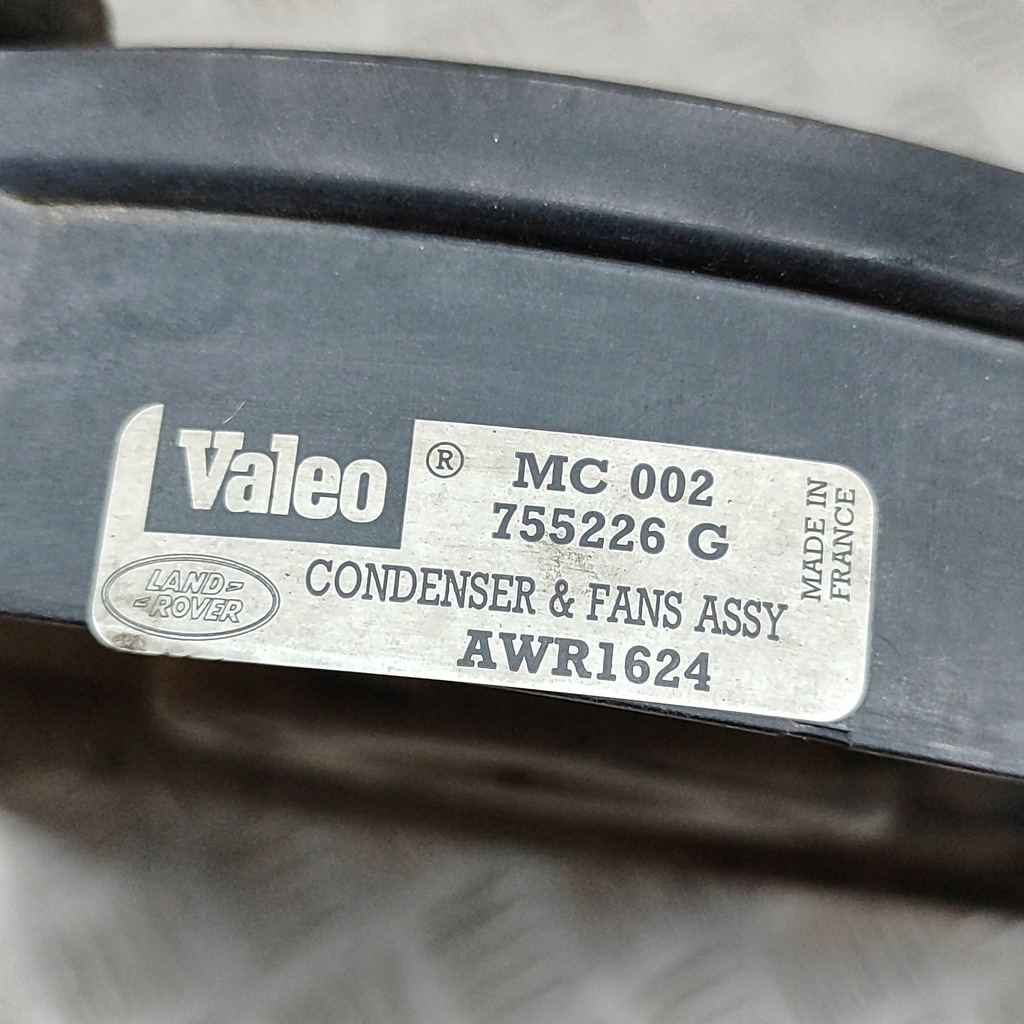 Valeo ®
MC 002
755226 G
LAND-
-ROVER
CONDENSER & FANS ASSY
AWR1624
MADE IN
FRANCE